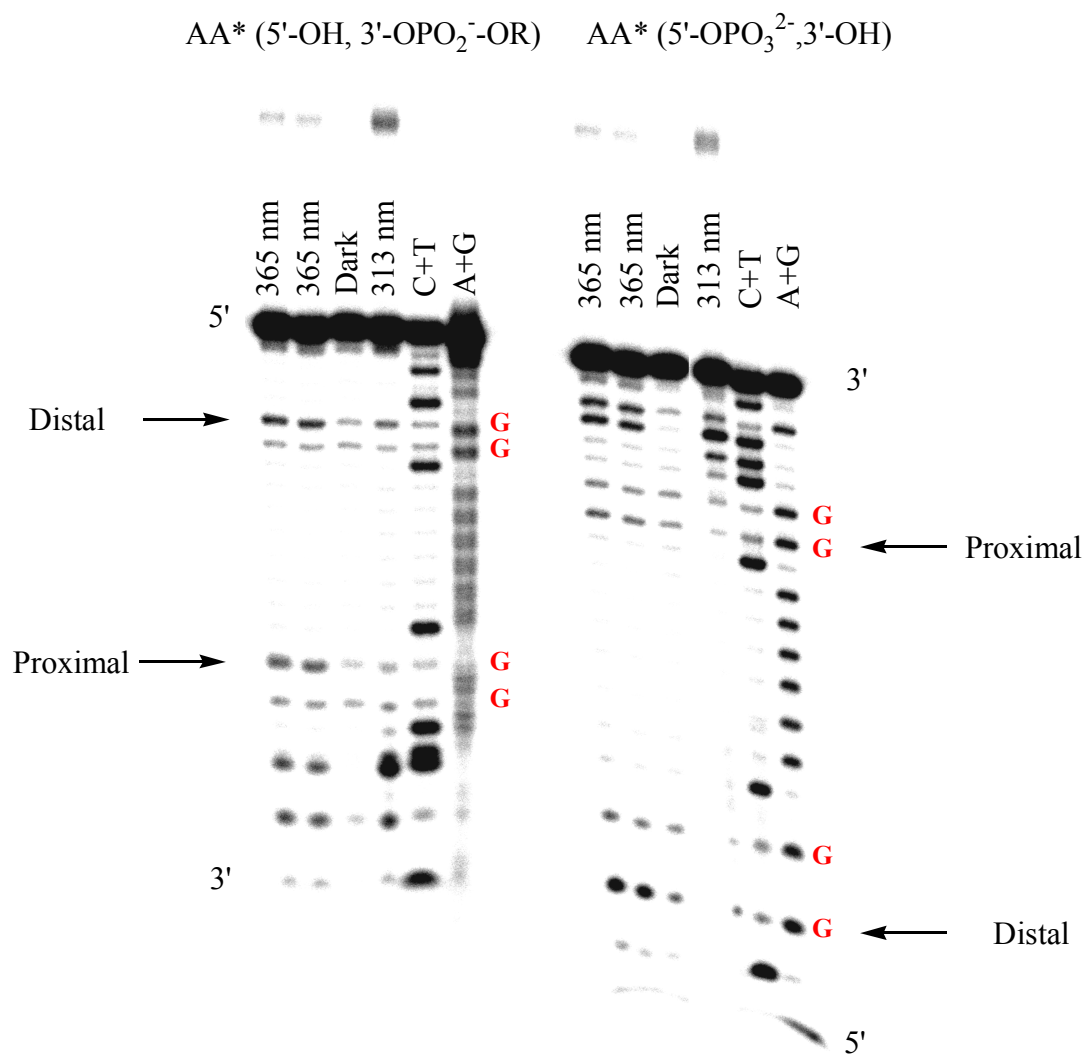 AA* (5'-OH, 3'-OPO₂⁻-OR)
AA* (5'-OPO₃²⁻,3'-OH)
365 nm
365 nm
Dark
313 nm
C+T
A+G
365 nm
365 nm
Dark
313 nm
C+T
A+G
5'
3'
Distal
G
G
G
G
Proximal
Proximal
G
G
3'
G
G
Distal
5'